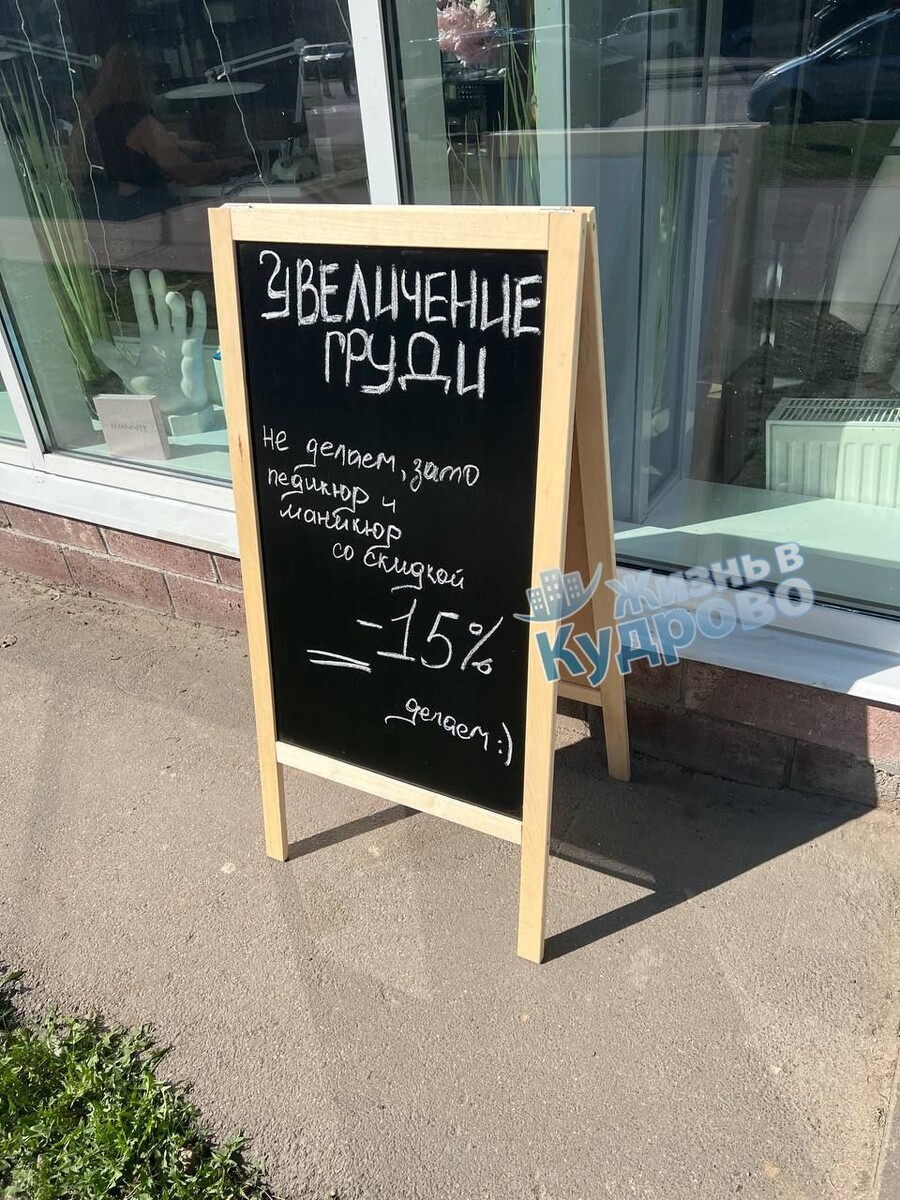 УВЕЛИЧЕНИЕ
ГРУДИ
не делаем, зато
педикюр и
маникюр
со скидкой
-15%
делаем :)
Жизнь в
Кудрово